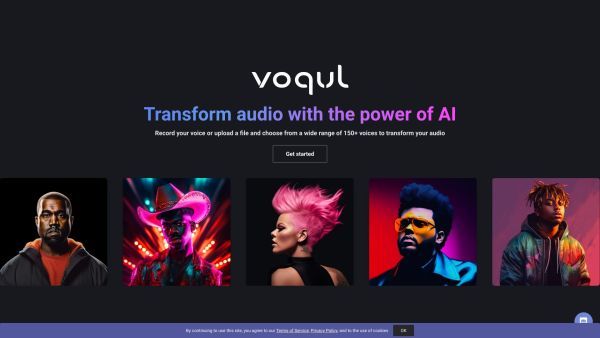 voqul
Transform audio with the power of AI
Record your voice or upload a file and choose from a wide range of 150+ voices to transform your audio
Get started
By continuing to use this site, you agree to our Terms of Service, Privacy Policy, and to the use of cookies
OK